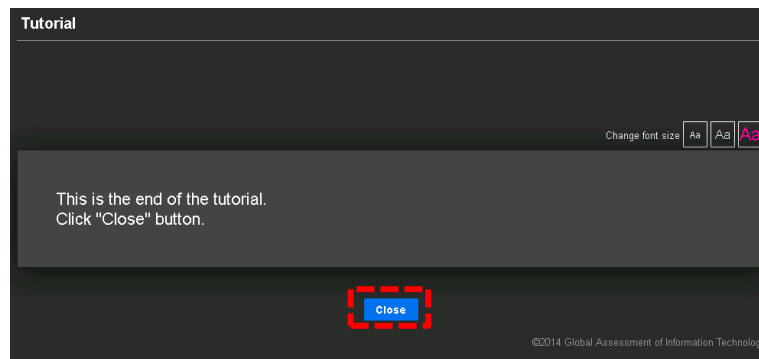 Tutorial
Change font size Aa Aa Aa
This is the end of the tutorial.
Click "Close" button.
Close
©2014 Global Assessment of Information Technolog